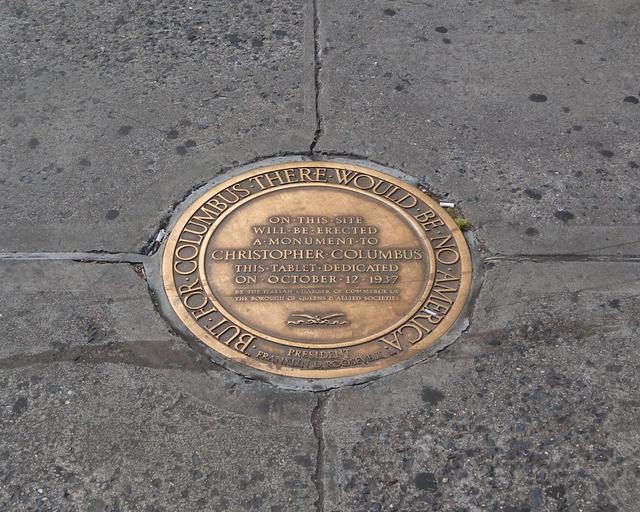 BUT·FOR·COLUMBUS·THERE·WOULD·BE·NO·AMERICA
ON·THIS·SITE
WILL·BE·ERECTED
A·MONUMENT·TO
CHRISTOPHER·COLUMBUS
THIS·TABLET·DEDICATED
ON·OCTOBER·12·1937
BY THE ITALIAN CHAMBER OF COMMERCE OF
THE BOROUGH OF QUEENS & ALLIED SOCIETIES
PRESIDENT
FRANKLIN D. ROOSEVELT